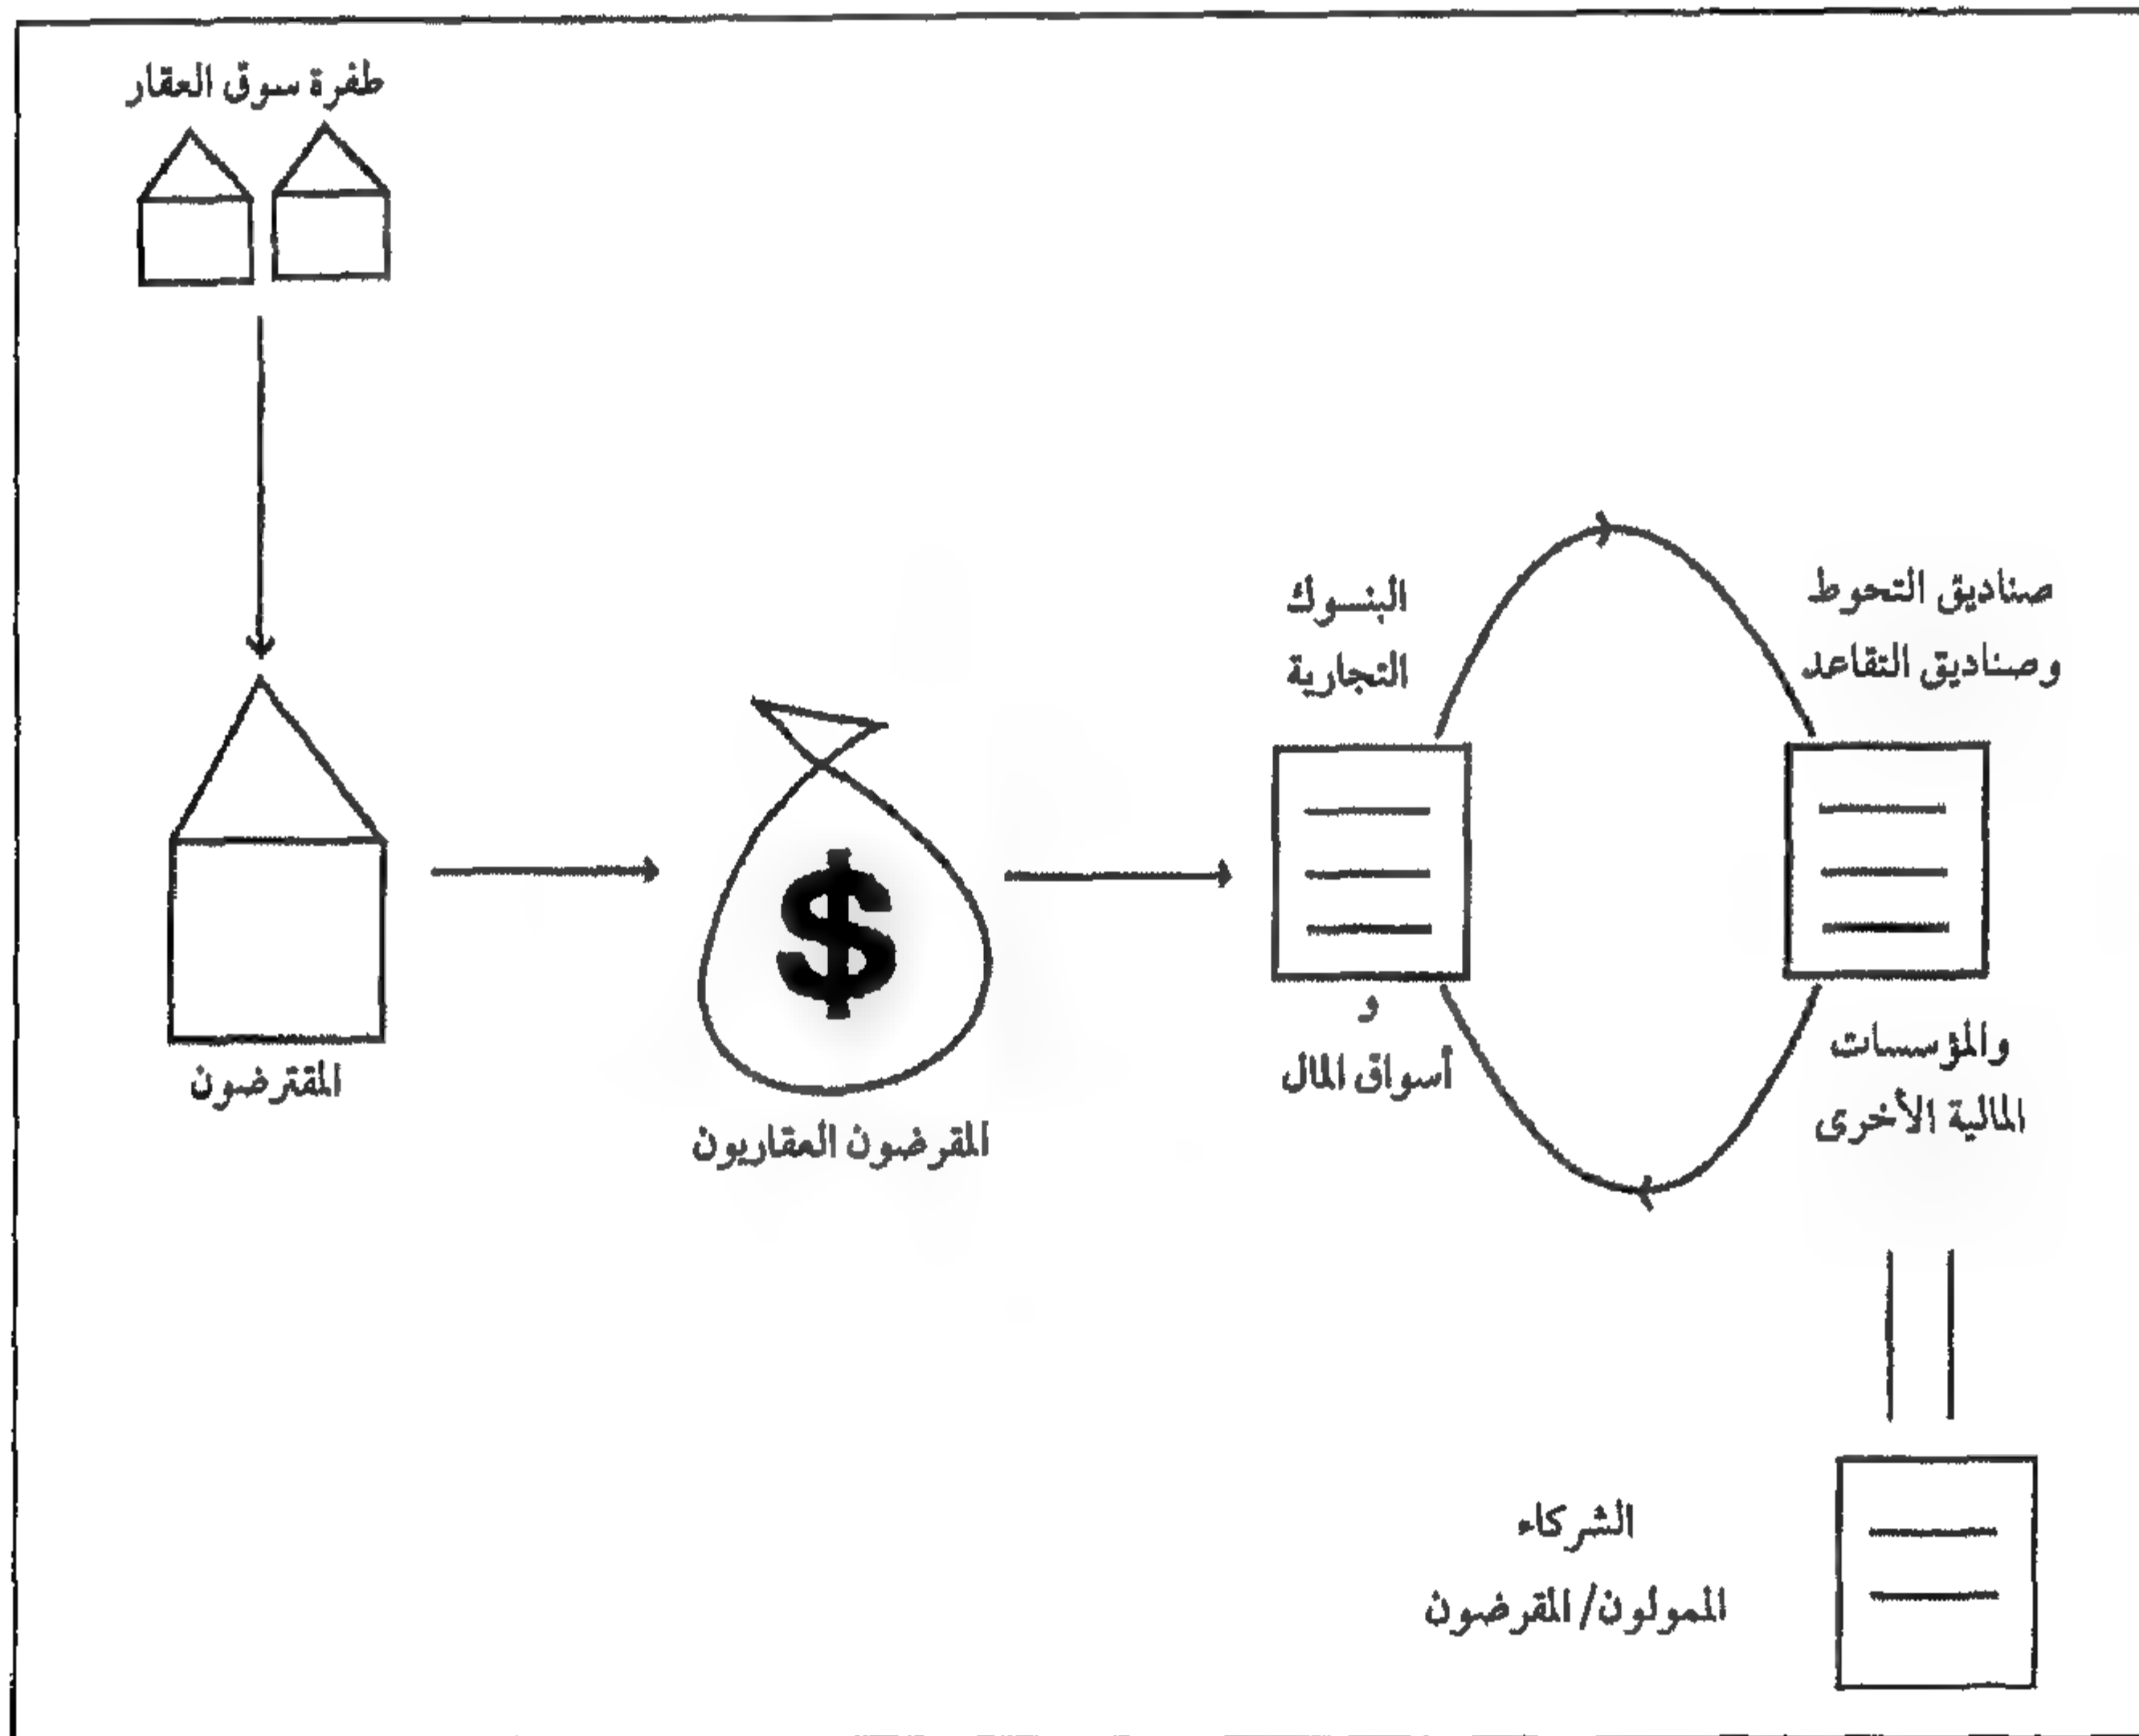 طفرة سوق العقار
المقترضون
$
المقرضون العقاريون
البنوك
التجارية
و
أسواق المال
صناديق التحوط
وصناديق التقاعد
والمؤسسات
المالية الأخرى
الشركاء
الممولون/المقرضون